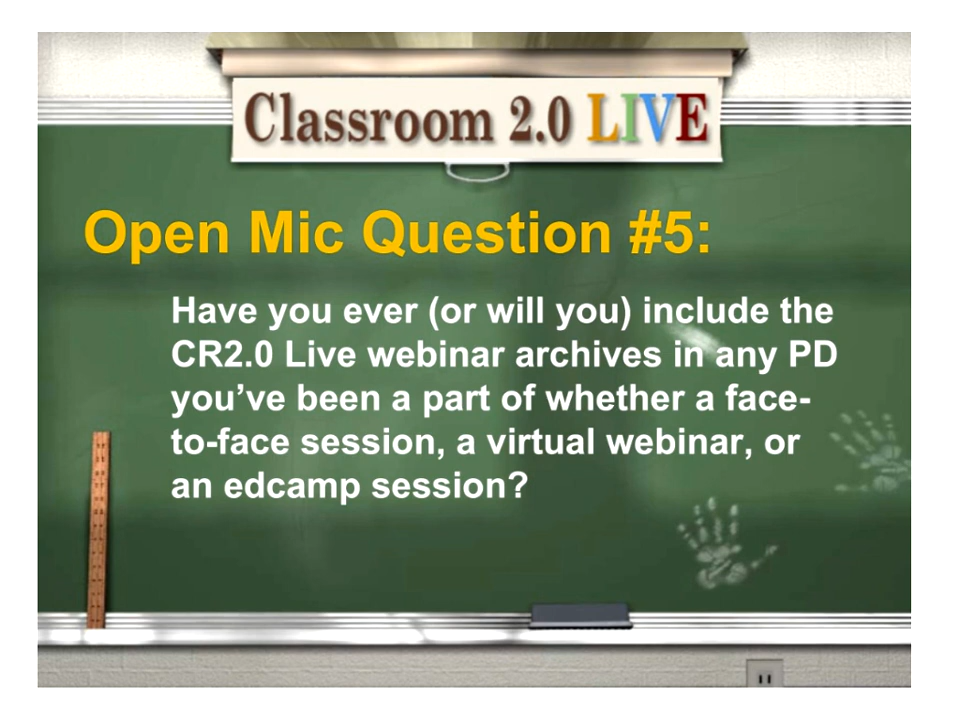 Classroom 2.0 LIVE
Open Mic Question #5:
Have you ever (or will you) include the
CR2.0 Live webinar archives in any PD
you’ve been a part of whether a face-
to-face session, a virtual webinar, or
an edcamp session?